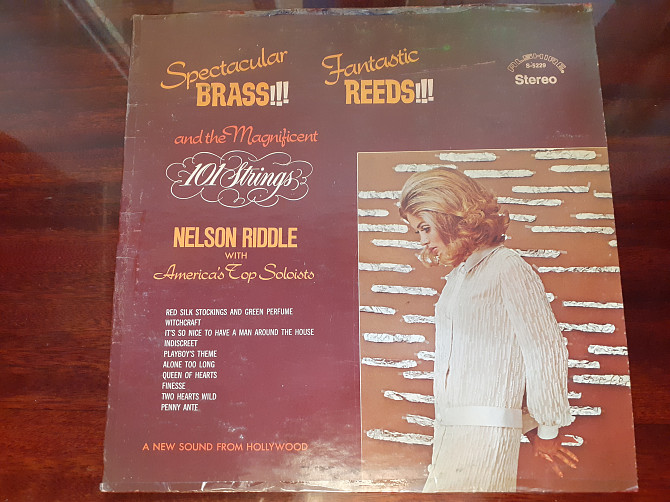 Spectacular
BRASS!!!
Fantastic
REEDS!!!
ALSHIRE
S-5229
Stereo
and the Magnificent
101 Strings
NELSON RIDDLE
WITH
America's Top Soloists
RED SILK STOCKINGS AND GREEN PERFUME
WITCHCRAFT
IT'S SO NICE TO HAVE A MAN AROUND THE HOUSE
INDISCREET
PLAYBOY'S THEME
ALONE TOO LONG
QUEEN OF HEARTS
FINESSE
TWO HEARTS WILD
PENNY ANTE
A NEW SOUND FROM HOLLYWOOD